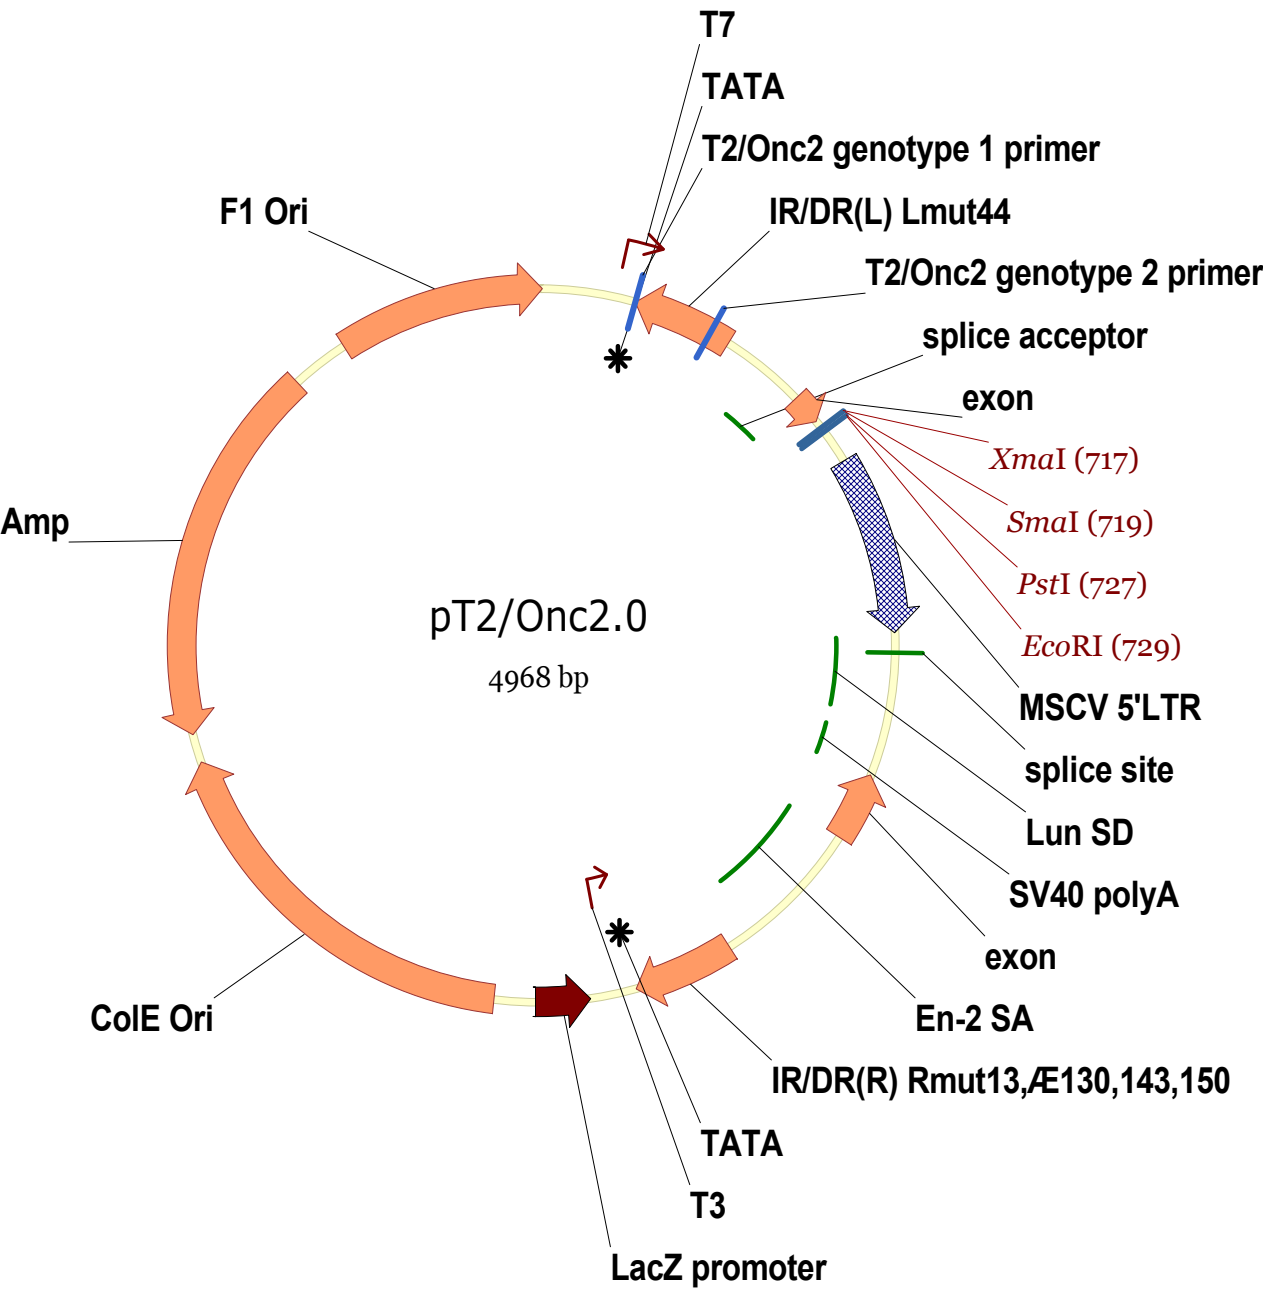 T7
TATA
T2/Onc2 genotype 1 primer
F1 Ori
IR/DR(L) Lmut44
T2/Onc2 genotype 2 primer
splice acceptor
exon
XmaI (717)
SmaI (719)
Amp
PstI (727)
pT2/Onc2.0
EcoRI (729)
4968 bp
MSCV 5'LTR
splice site
Lun SD
SV40 polyA
exon
ColE Ori
En-2 SA
IR/DR(R) Rmut13,Æ130,143,150
TATA
T3
LacZ promoter